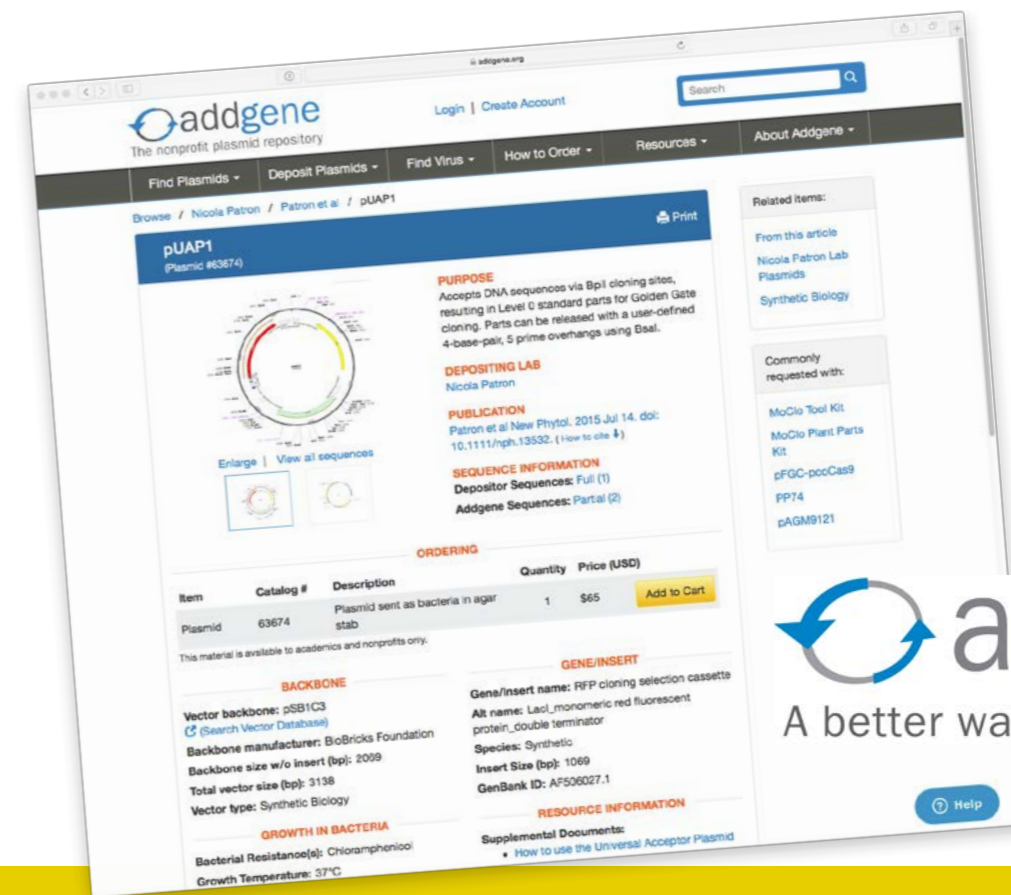 addgene.org
addgene
The nonprofit plasmid repository
Login | Create Account
Search
Find Plasmids
Deposit Plasmids
Find Virus
How to Order
Resources
About Addgene
Browse / Nicola Patron / Patron et al / pUAP1
pUAP1
(Plasmid #63674)
Print
Enlarge | View all sequences
PURPOSE
Accepts DNA sequences via BpiI cloning sites,
resulting in Level 0 standard parts for Golden Gate
cloning. Parts can be released with a user-defined
4-base-pair, 5 prime overhangs using BsaI.
DEPOSITING LAB
Nicola Patron
PUBLICATION
Patron et al New Phytol. 2015 Jul 14. doi:
10.1111/nph.13532. (How to cite)
SEQUENCE INFORMATION
Depositor Sequences: Full (1)
Addgene Sequences: Partial (2)
Related items:
From this article
Nicola Patron Lab
Plasmids
Synthetic Biology
Commonly
requested with:
MoClo Tool Kit
MoClo Plant Parts
Kit
pFGC-pcoCas9
PP74
pAGM9121
ORDERING
Item Catalog # Description Quantity Price (USD)
Plasmid 63674 Plasmid sent as bacteria in agar
stab 1 $65 Add to Cart
This material is available to academics and nonprofits only.
BACKBONE
Vector backbone: pSB1C3
(Search Vector Database)
Backbone manufacturer: BioBricks Foundation
Backbone size w/o insert (bp): 2069
Total vector size (bp): 3138
Vector type: Synthetic Biology
GROWTH IN BACTERIA
Bacterial Resistance(s): Chloramphenicol
Growth Temperature: 37°C
GENE/INSERT
Gene/Insert name: RFP cloning selection cassette
Alt name: LacI_monomeric red fluorescent
protein_double terminator
Species: Synthetic
Insert Size (bp): 1069
GenBank ID: AF506027.1
RESOURCE INFORMATION
Supplemental Documents:
• How to use the Universal Acceptor Plasmid
a
A better wa
Help